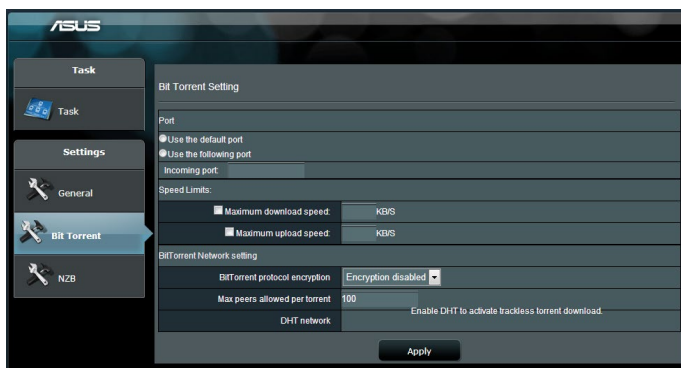 ASUS
Task
Task
Settings
General
Bit Torrent
NZB
Bit Torrent Setting
Port
Use the default port
Use the following port
Incoming port:
Speed Limits:
Maximum download speed: KB/S
Maximum upload speed: KB/S
BitTorrent Network setting
BitTorrent protocol encryption Encryption disabled
Max peers allowed per torrent 100
DHT network Enable DHT to activate trackless torrent download.
Apply